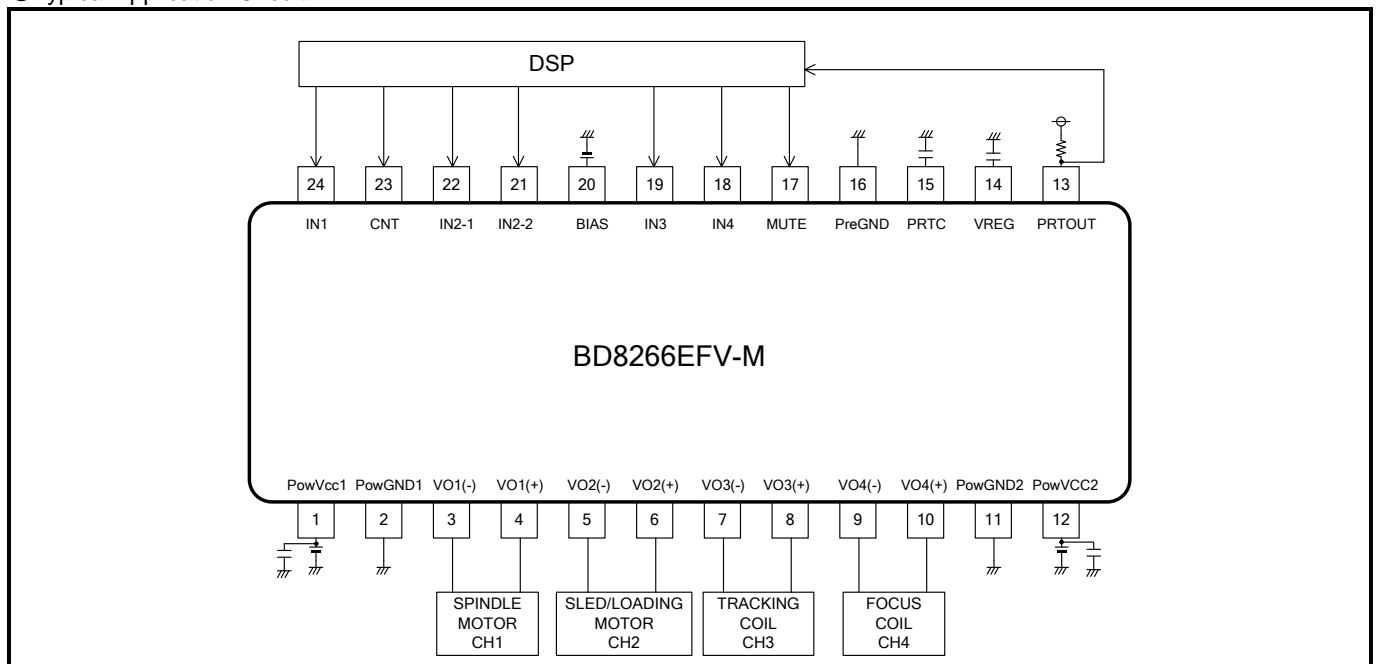 DSP
24 23 22 21 20 19 18 17 16 15 14 13
IN1 CNT IN2-1 IN2-2 BIAS IN3 IN4 MUTE PreGND PRTC VREG PRTOUT
BD8266EFV-M
PowVcc1 PowGND1 VO1(-) VO1(+) VO2(-) VO2(+) VO3(-) VO3(+) VO4(-) VO4(+) PowGND2 PowVCC2
1 2 3 4 5 6 7 8 9 10 11 12
SPINDLE
MOTOR
CH1
SLED/LOADING
MOTOR
CH2
TRACKING
COIL
CH3
FOCUS
COIL
CH4